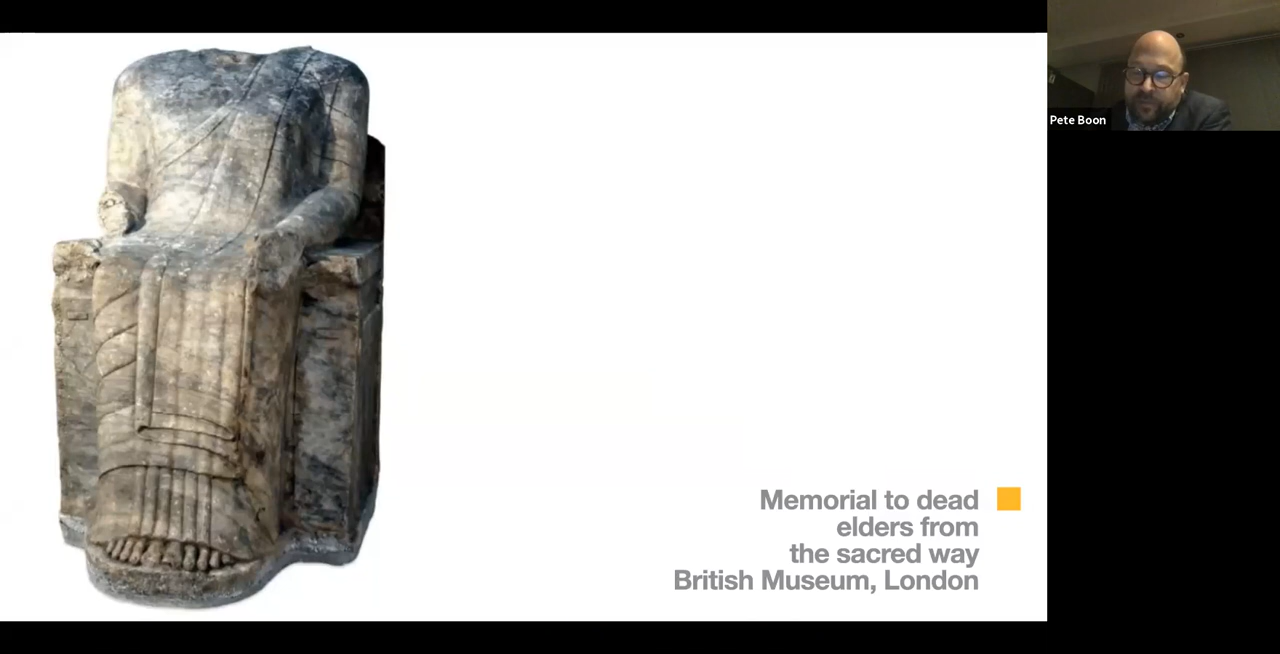 Pete Boon
Memorial to dead
elders from
the sacred way
British Museum, London